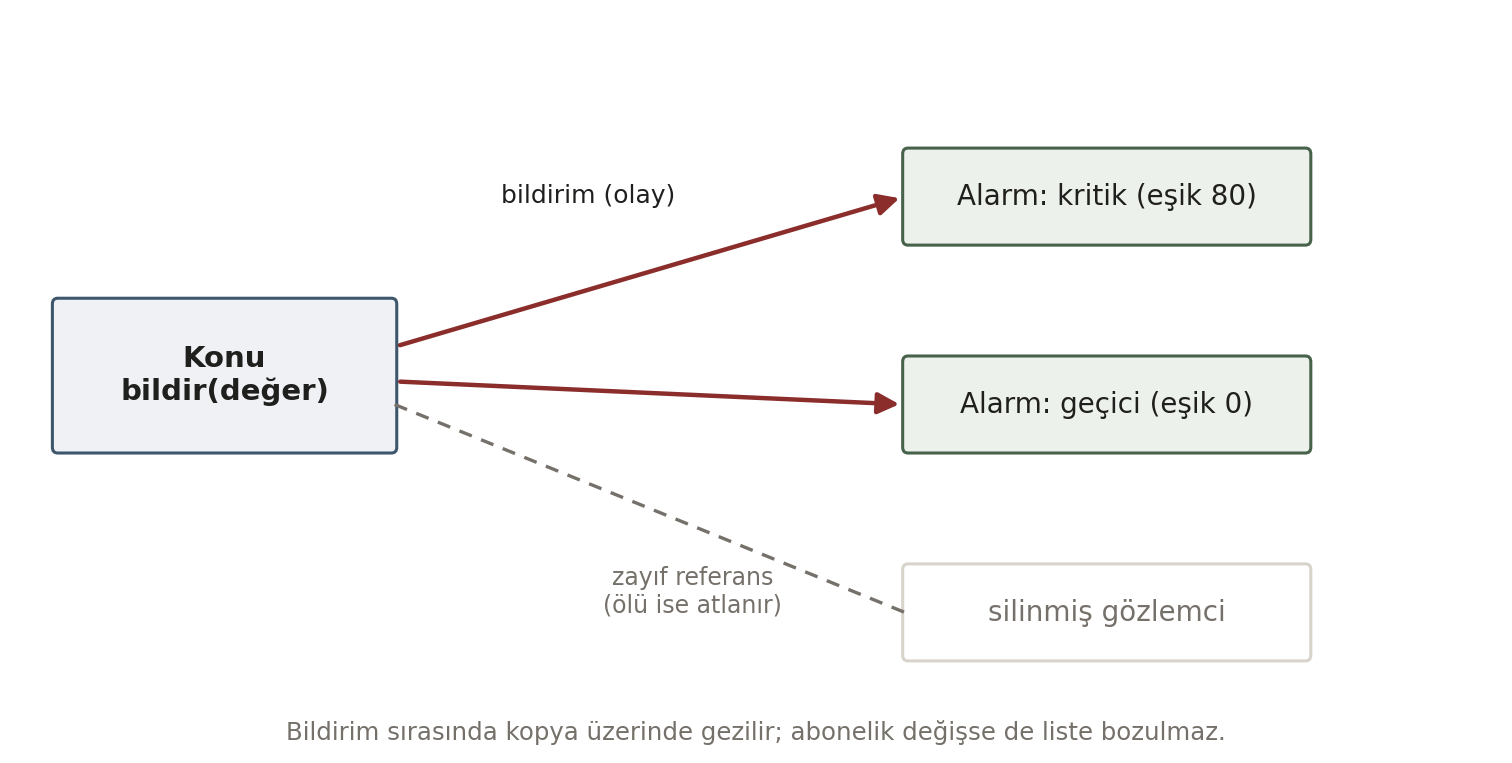 bildirim (olay)
Alarm: kritik (eşik 80)
Konu
bildir(değer)
Alarm: geçici (eşik 0)
zayıf referans
(ölü ise atlanır)
silinmiş gözlemci
Bildirim sırasında kopya üzerinde gezilir; abonelik değişse de liste bozulmaz.